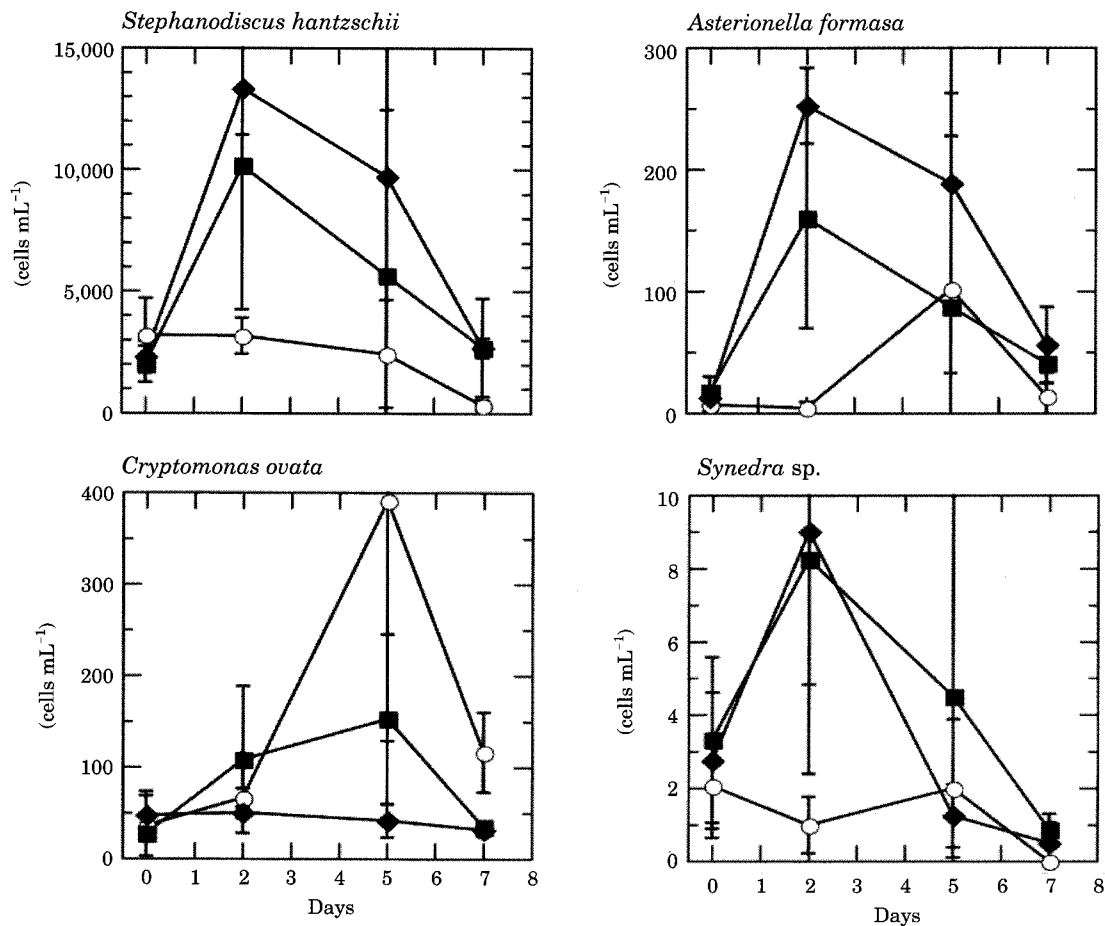 Stephanodiscus hantzschii
15,000
10,000
5,000
0
(cells mL⁻¹)
Asterionella formasa
300
200
100
0
(cells mL⁻¹)
Cryptomonas ovata
400
300
200
100
0
(cells mL⁻¹)
0 1 2 3 4 5 6 7 8
Days
Synedra sp.
10
8
6
4
2
0
(cells mL⁻¹)
0 1 2 3 4 5 6 7 8
Days